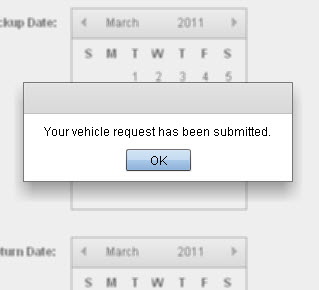 ckup Date:
March 2011
S M T W T F S
1 2 3 4 5
Your vehicle request has been submitted.
OK
turn Date:
March 2011
S M T W T F S